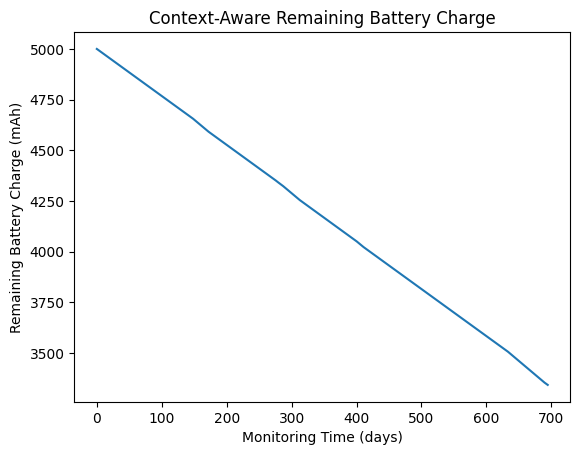 Context-Aware Remaining Battery Charge
5000
4750
4500
4250
4000
3750
3500
Remaining Battery Charge (mAh)
0 100 200 300 400 500 600 700
Monitoring Time (days)